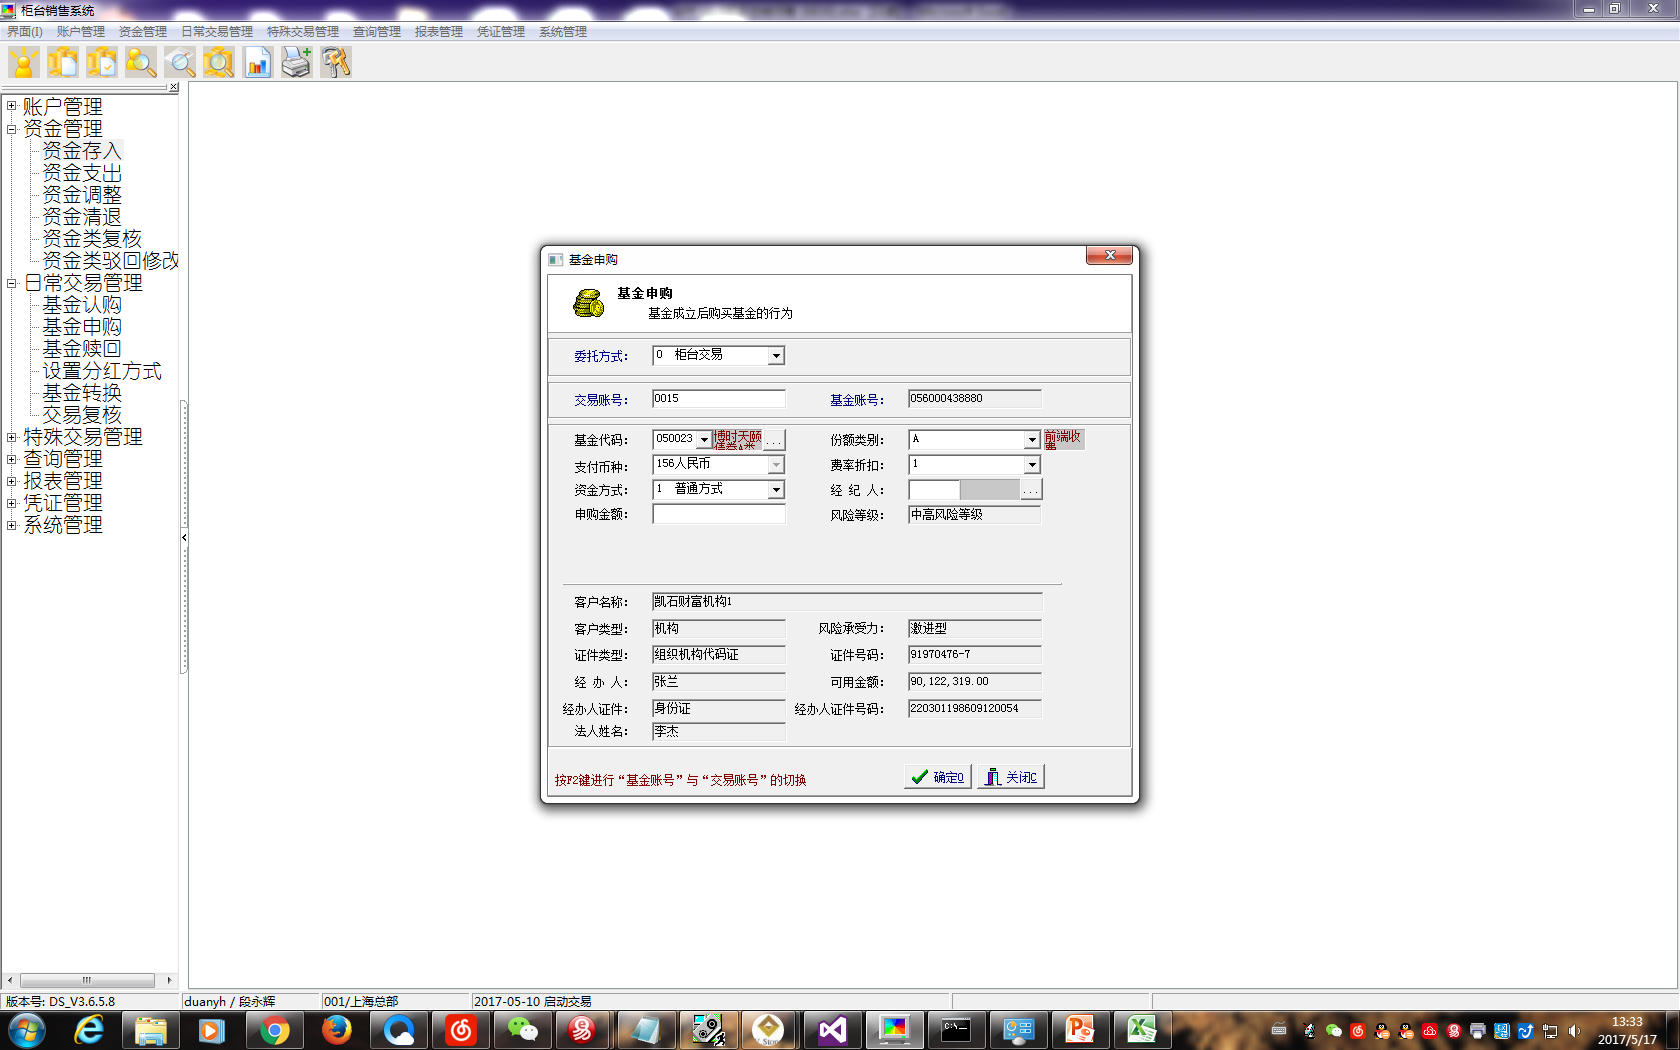 柜台销售系统
界面(I) 账户管理 资金管理 日常交易管理 特殊交易管理 查询管理 报表管理 凭证管理 系统管理
账户管理
资金管理
资金存入
资金支出
资金调整
资金清退
资金类复核
资金类驳回修改
日常交易管理
基金认购
基金申购
基金赎回
设置分红方式
基金转换
交易复核
特殊交易管理
查询管理
报表管理
凭证管理
系统管理
基金申购
基金申购
基金成立后购买基金的行为
委托方式： 0 柜台交易
交易账号： 0015 基金账号： 056000438880
基金代码： 050023 博时天颐 ... 份额类别： A 前端收费
支付币种： 156人民币 费率折扣： 1
资金方式： 1 普通方式 经 纪 人： ...
申购金额： 风险等级： 中高风险等级
客户名称： 凯石财富机构1
客户类型： 机构 风险承受力： 激进型
证件类型： 组织机构代码证 证件号码： 91970476-7
经 办 人： 张兰 可用金额： 90,122,319.00
经办人证件： 身份证 经办人证件号码： 220301198609120054
法人姓名： 李杰
按F2键进行“基金账号”与“交易账号”的切换 确定O 关闭C
版本号: DS_V3.6.5.8 duanyh / 段永辉 001/上海总部 2017-05-10 启动交易
13:33
2017/5/17